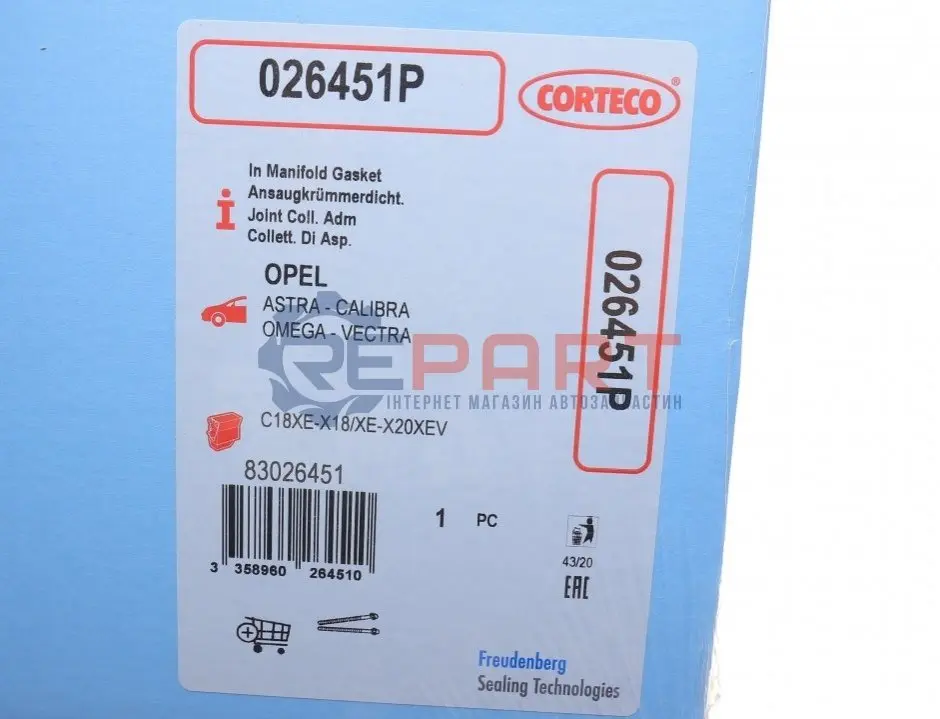 026451P
CORTECO®
In Manifold Gasket
Ansaugkrümmerdicht.
Joint Coll. Adm
Collett. Di Asp.
OPEL
ASTRA - CALIBRA
OMEGA - VECTRA
026451P
REPART
ІНТЕРНЕТ МАГАЗИН АВТОЗАПЧАСТИН
C18XE-X18/XE-X20XEV
83026451
1 PC
3 358960 264510
43/20
EAC
Freudenberg
Sealing Technologies